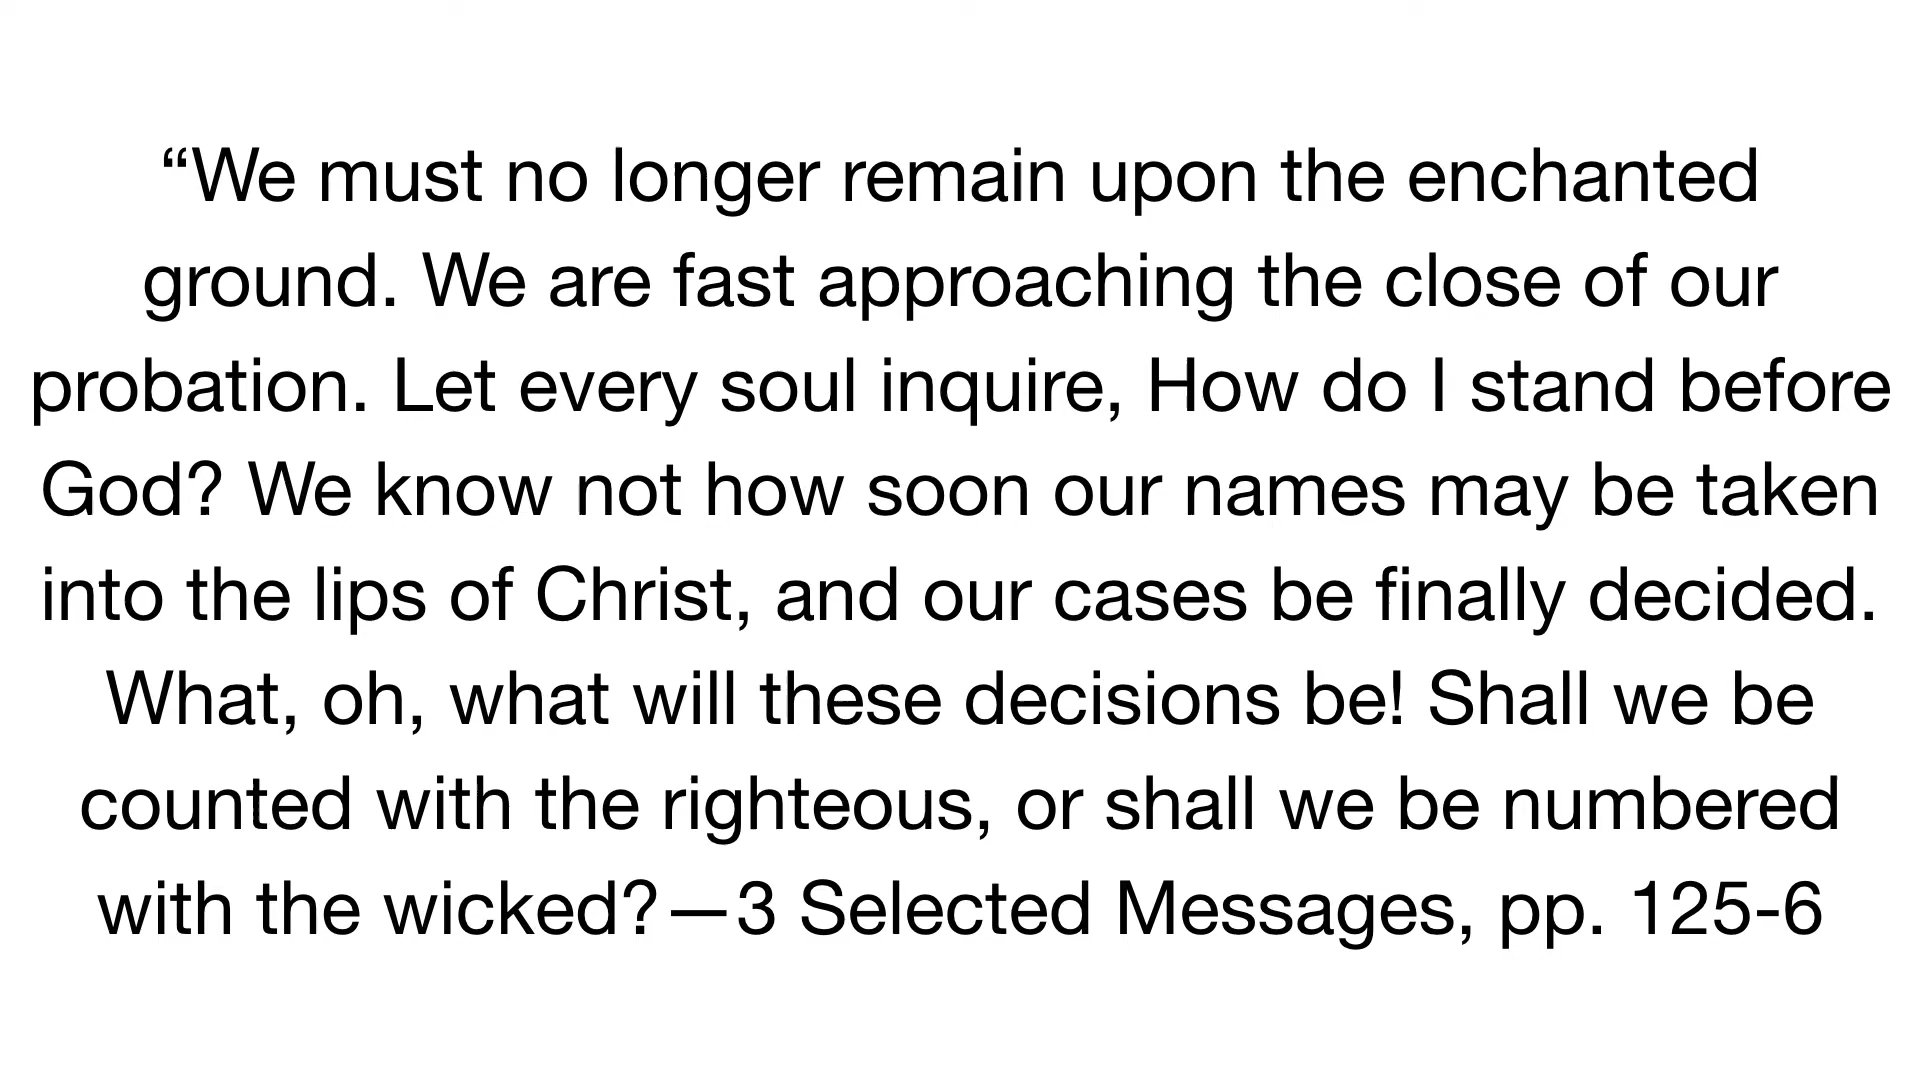 “We must no longer remain upon the enchanted
ground. We are fast approaching the close of our
probation. Let every soul inquire, How do I stand before
God? We know not how soon our names may be taken
into the lips of Christ, and our cases be finally decided.
What, oh, what will these decisions be! Shall we be
counted with the righteous, or shall we be numbered
with the wicked?—3 Selected Messages, pp. 125-6